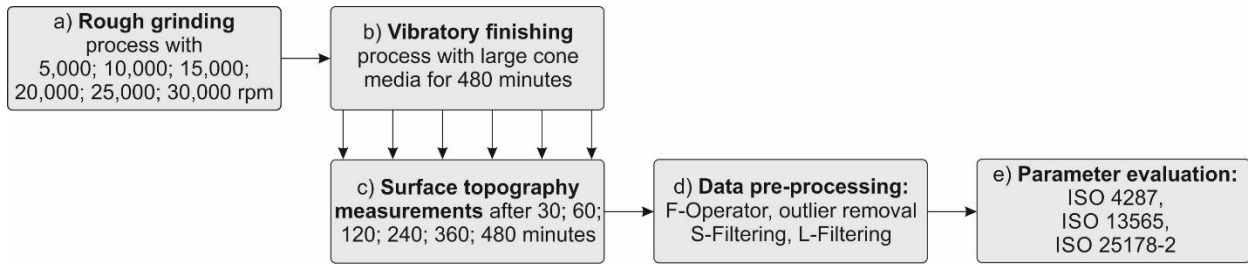 a) Rough grinding
process with
5,000; 10,000; 15,000;
20,000; 25,000; 30,000 rpm
b) Vibratory finishing
process with large cone
media for 480 minutes
c) Surface topography
measurements after 30; 60;
120; 240; 360; 480 minutes
d) Data pre-processing:
F-Operator, outlier removal
S-Filtering, L-Filtering
e) Parameter evaluation:
ISO 4287,
ISO 13565,
ISO 25178-2